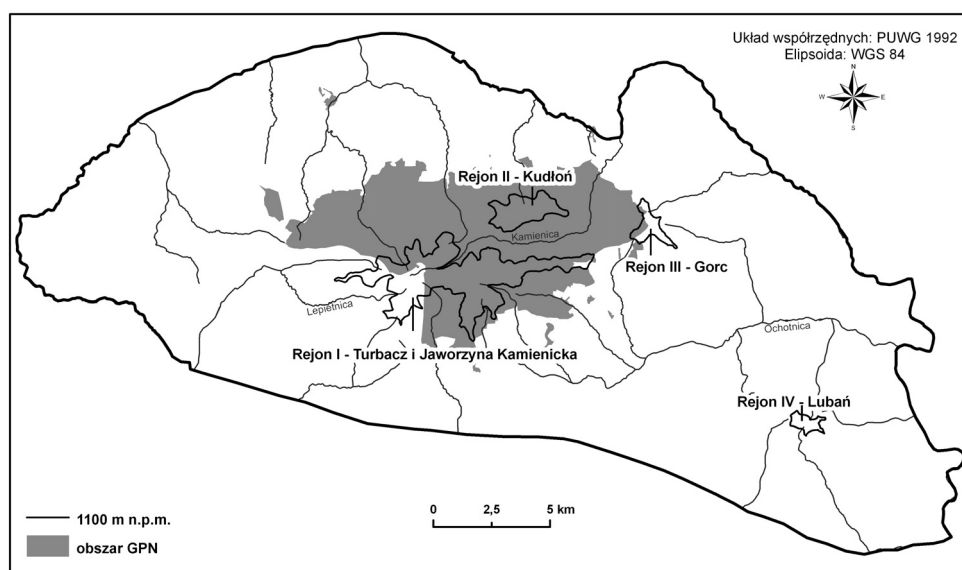 Układ współrzędnych: PUWG 1992
Elipsoida: WGS 84
N
W
E
S
Rejon II - Kudłoń
Kamienica
Rejon III - Gorc
Lepietnica
Ochotnica
Rejon I - Turbacz i Jaworzyna Kamienicka
Rejon IV - Lubań
1100 m n.p.m.
obszar GPN
0 2,5 5 km